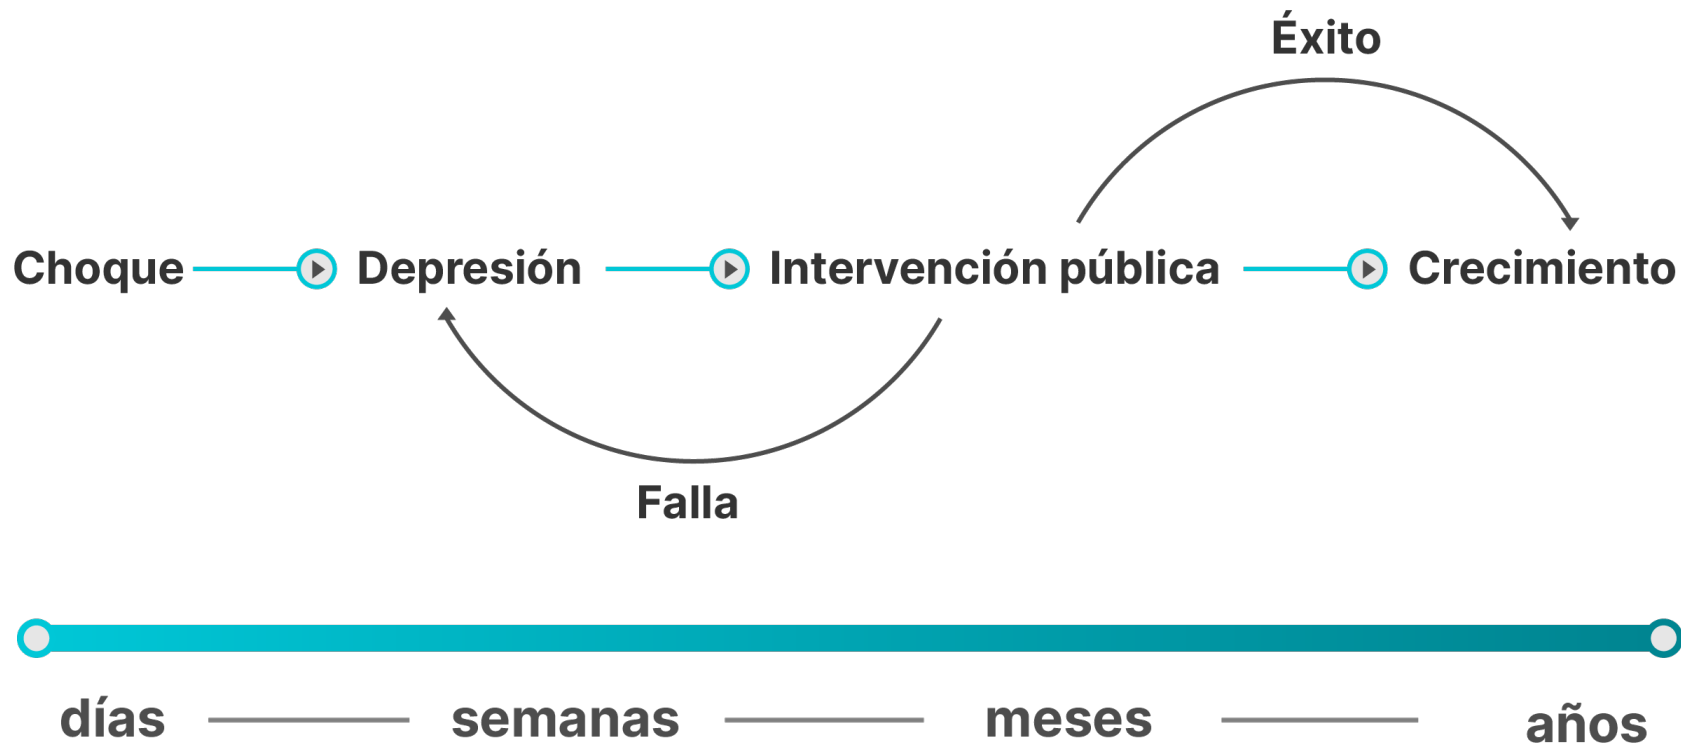 Éxito
Choque Depresión Intervención pública Crecimiento
Falla
días semanas meses años